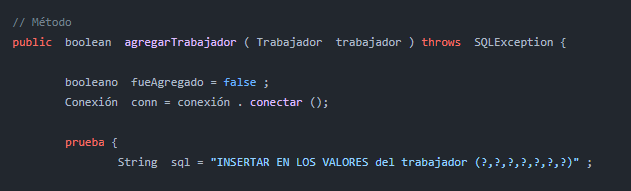 // Método
public boolean agregarTrabajador ( Trabajador trabajador ) throws SQLException {
booleano fueAgregado = false ;
Conexión conn = conexión . conectar ();
prueba {
String sql = "INSERTAR EN LOS VALORES del trabajador (?,?,?,?,?,?,?)" ;